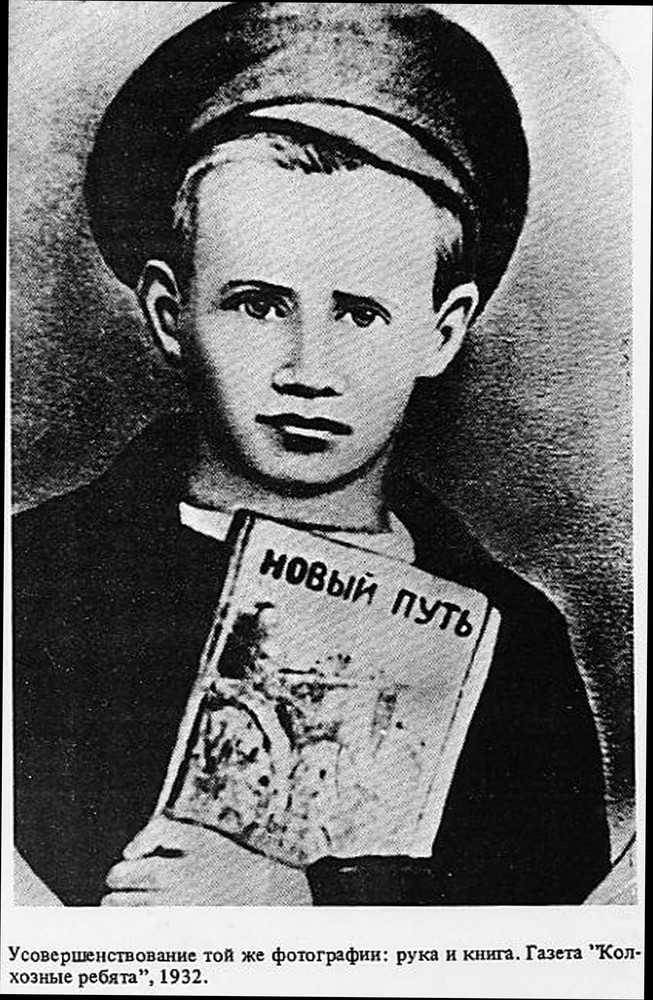 НОВЫЙ ПУТЬ
Усовершенствование той же фотографии: рука и книга. Газета "Кол-
хозные ребята", 1932.